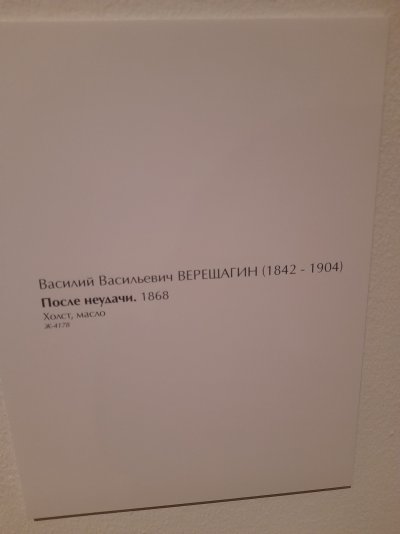 Василий Васильевич ВЕРЕЩАГИН (1842 - 1904)
После неудачи. 1868
Холст, масло
Ж-4178